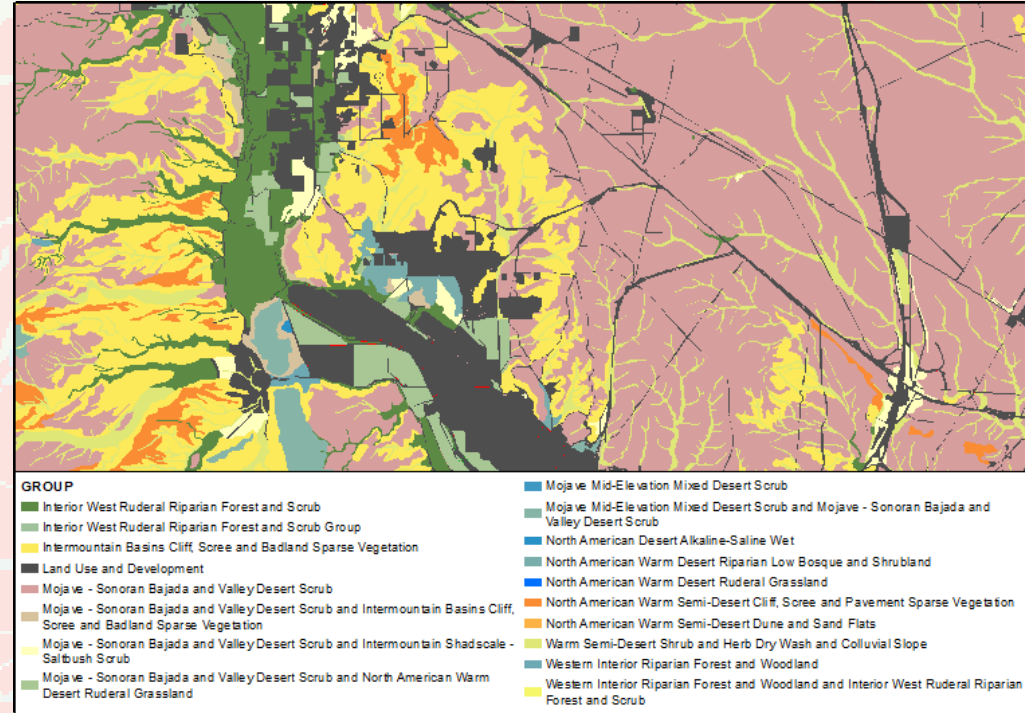 GROUP
Interior West Ruderal Riparian Forest and Scrub
Interior West Ruderal Riparian Forest and Scrub Group
Intermountain Basins Cliff, Scree and Badland Sparse Vegetation
Land Use and Development
Mojave - Sonoran Bajada and Valley Desert Scrub
Mojave - Sonoran Bajada and Valley Desert Scrub and Intermountain Basins Cliff,
Scree and Badland Sparse Vegetation
Mojave - Sonoran Bajada and Valley Desert Scrub and Intermountain Shadscale -
Saltbush Scrub
Mojave - Sonoran Bajada and Valley Desert Scrub and North American Warm
Desert Ruderal Grassland
Mojave Mid-Elevation Mixed Desert Scrub
Mojave Mid-Elevation Mixed Desert Scrub and Mojave - Sonoran Bajada and
Valley Desert Scrub
North American Desert Alkaline-Saline Wet
North American Warm Desert Riparian Low Bosque and Shrubland
North American Warm Desert Ruderal Grassland
North American Warm Semi-Desert Cliff, Scree and Pavement Sparse Vegetation
North American Warm Semi-Desert Dune and Sand Flats
Warm Semi-Desert Shrub and Herb Dry Wash and Colluvial Slope
Western Interior Riparian Forest and Woodland
Western Interior Riparian Forest and Woodland and Interior West Ruderal Riparian
Forest and Scrub